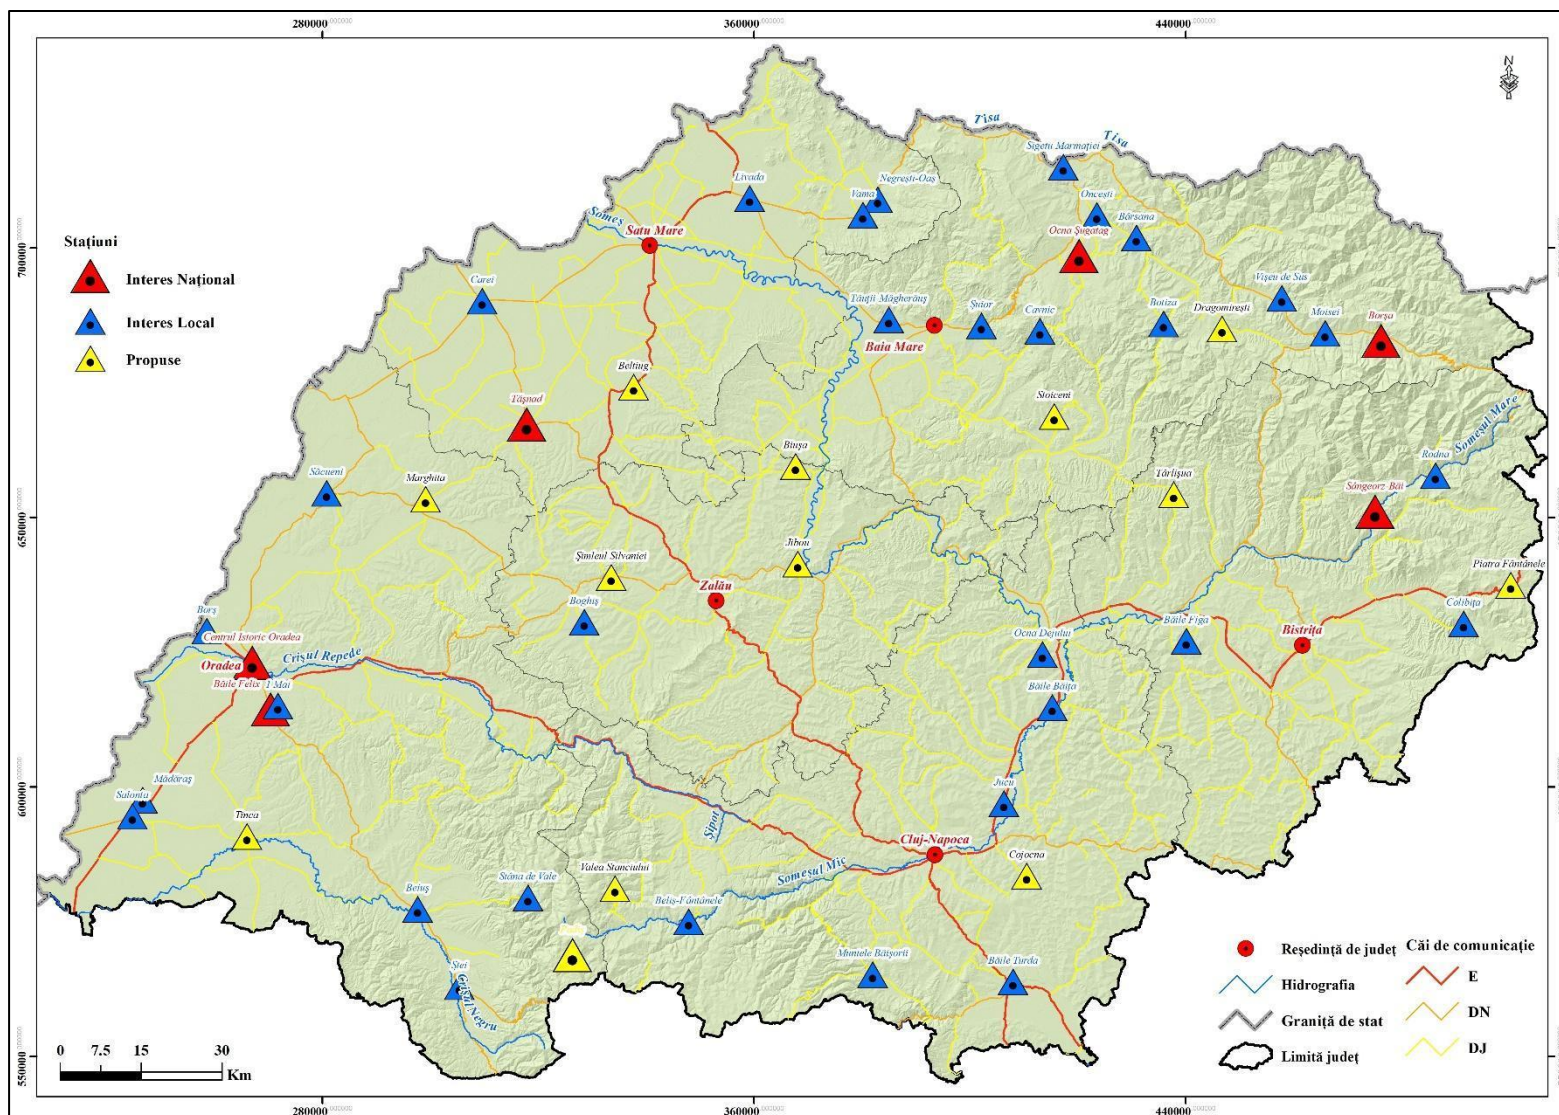 280000
360000
440000
N
Tisa
Tisa
Sigetu Marmației
Livada
Vama
Negrești-Oaș
Oncești
Bârsana
Someș
Satu Mare
Ocna Șugatag
Stațiuni
700000
Interes Național
Interes Local
Propuse
Carei
Vișeu de Sus
Tăuții Măgherăuș
Șuior
Cavnic
Botiza
Dragomirești
Moisei
Borșa
Baia Mare
Beltiug
Tășnad
Stoiceni
Someșul Mare
Binșa
Rodna
Săcueni
Marghita
Târlișua
Sângeorz-Băi
650000
Jibou
Șimleul Silvaniei
Piatra Fântânele
Zalău
Borș
Boghiș
Colibița
Centrul Istoric Oradea
Oradea
Crișul Repede
Ocna Dejului
Băile Figa
Bistrița
Băile Felix
1 Mai
Băile Băița
Mădăraș
Salonta
600000
Jucu
Tinca
Șipot
Cluj-Napoca
Valea Stanciului
Someșul Mic
Cojocna
Beiuș
Stâna de Vale
Beliș-Fântânele
Muntele Băișorii
Băile Turda
Ștei
Crișul Negru
Reședință de județ
Căi de comunicație
Hidrografia
E
Graniță de stat
DN
Limită județ
DJ
0 7.5 15 30
Km
550000
280000
360000
440000